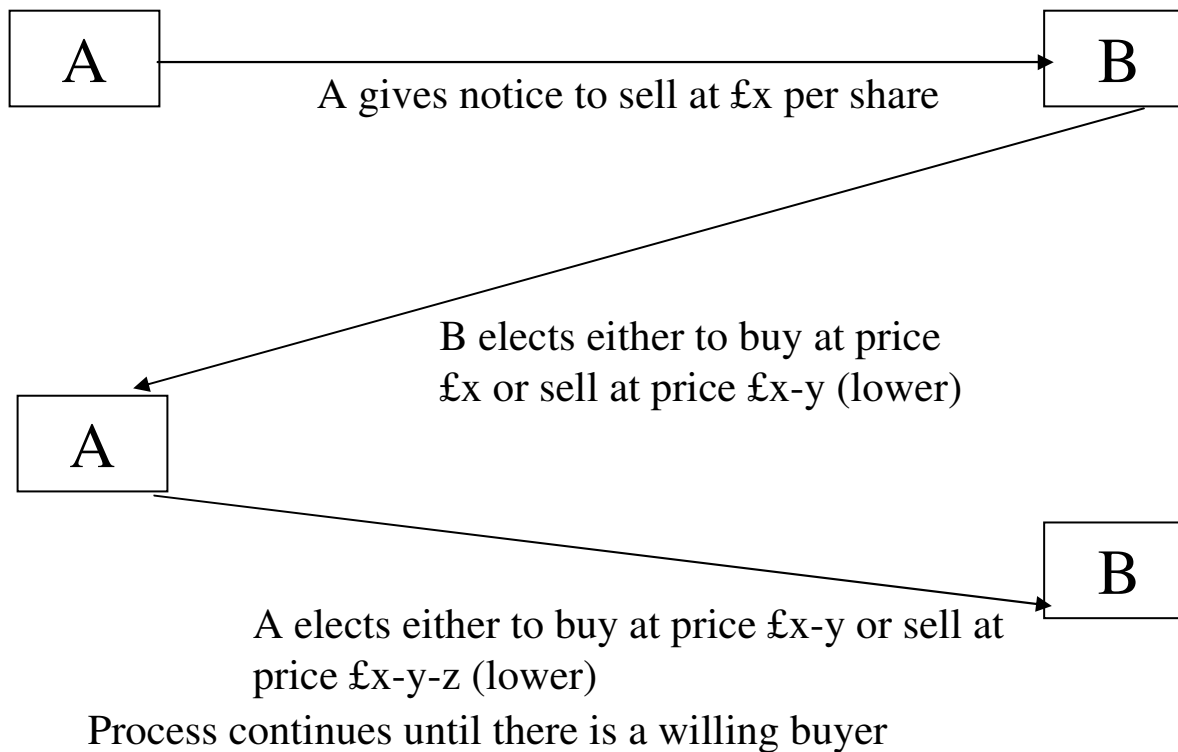 A
B
A gives notice to sell at £x per share
B elects either to buy at price
£x or sell at price £x-y (lower)
A
B
A elects either to buy at price £x-y or sell at
price £x-y-z (lower)
Process continues until there is a willing buyer